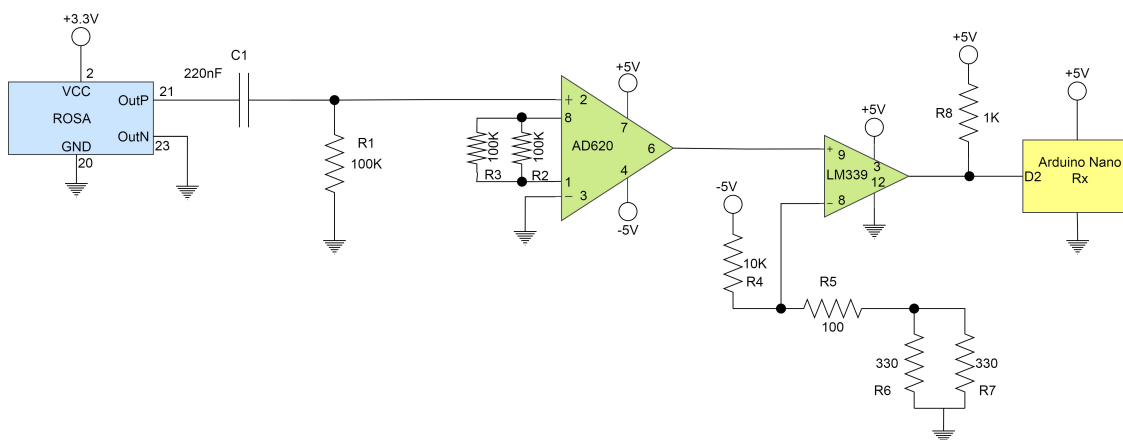 +3.3V
2
VCC
ROSA
GND
OutP
OutN
21
23
20
C1
220nF
R1
100K
+ 2
8
100K
100K
R3
R2
1
− 3
AD620
+5V
7
6
4
-5V
+ 9
LM339
− 8
+5V
3
12
-5V
10K
R4
R5
100
330
R6
330
R7
+5V
R8
1K
+5V
D2
Arduino Nano
Rx